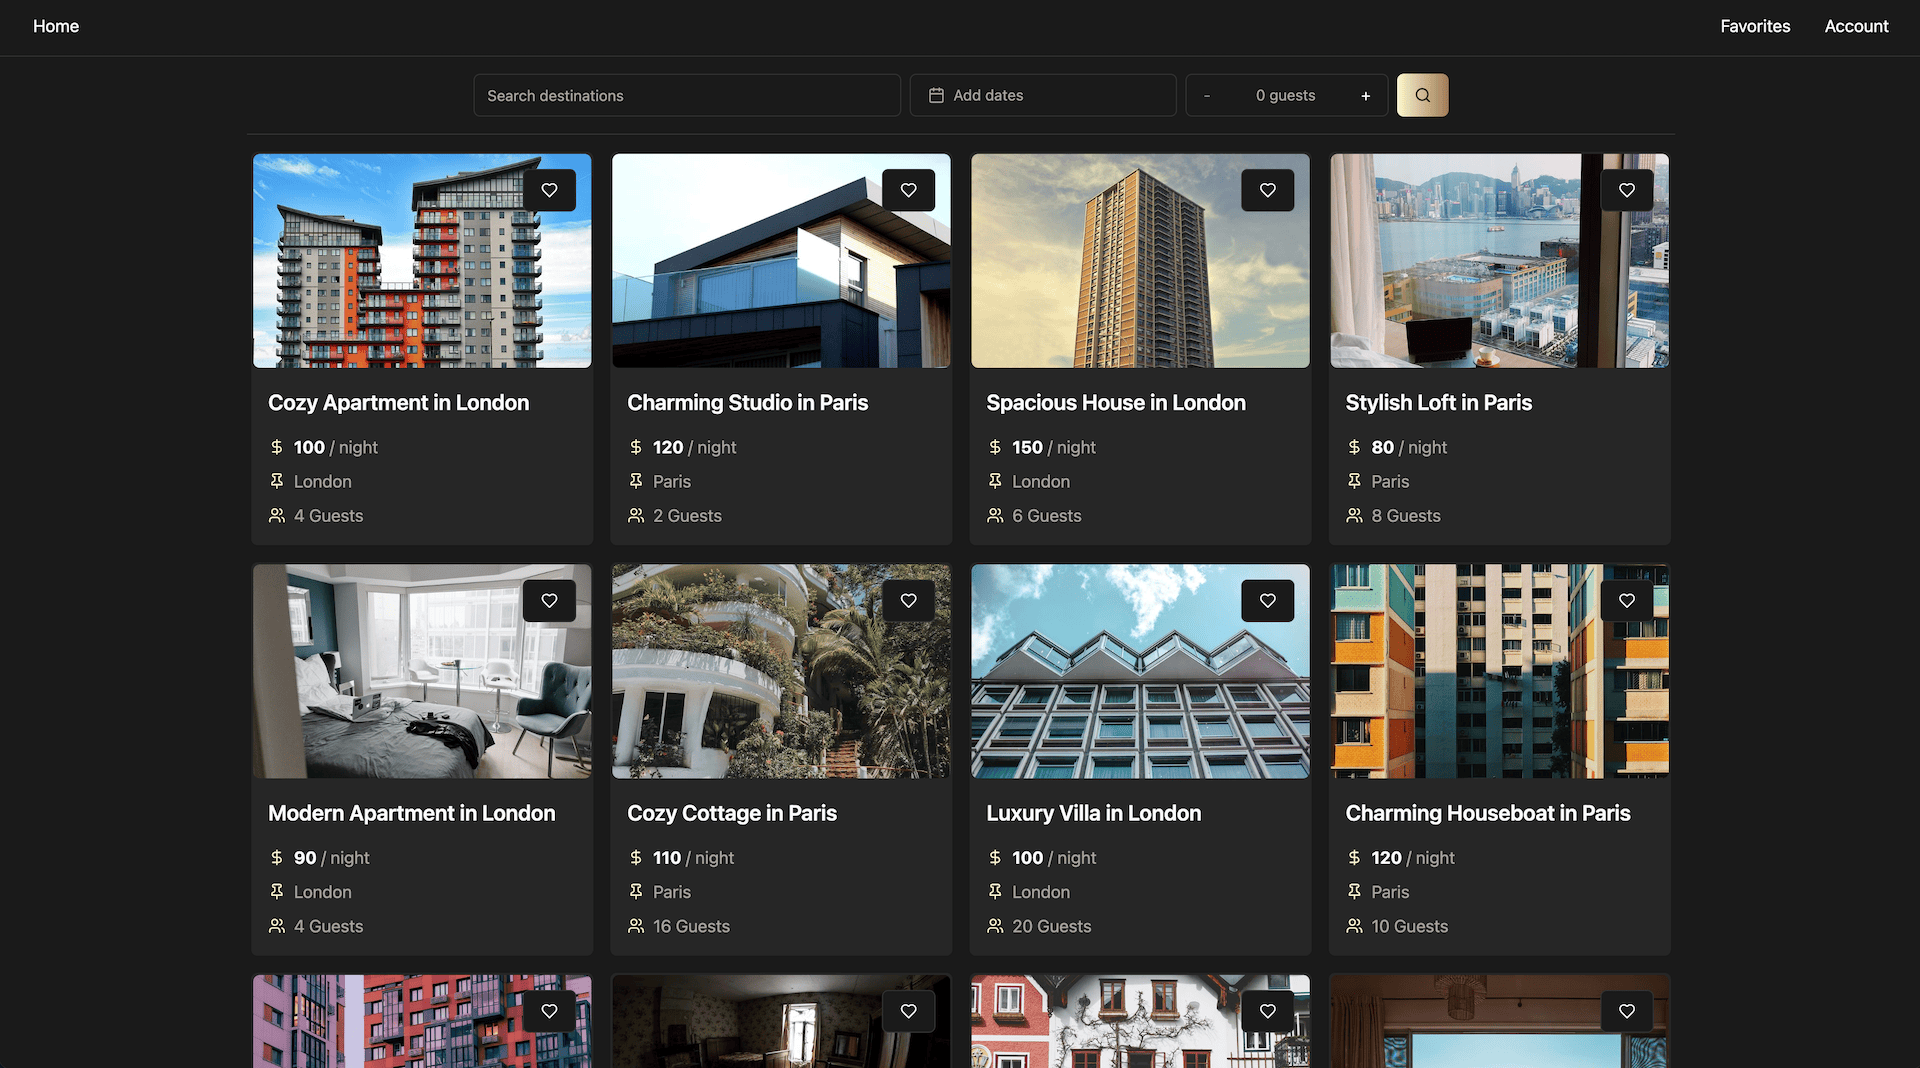 Home
Favorites
Account
Search destinations
Add dates
-
0 guests
+
Cozy Apartment in London
$ 100 / night
London
4 Guests
Charming Studio in Paris
$ 120 / night
Paris
2 Guests
Spacious House in London
$ 150 / night
London
6 Guests
Stylish Loft in Paris
$ 80 / night
Paris
8 Guests
Modern Apartment in London
$ 90 / night
London
4 Guests
Cozy Cottage in Paris
$ 110 / night
Paris
16 Guests
Luxury Villa in London
$ 100 / night
London
20 Guests
Charming Houseboat in Paris
$ 120 / night
Paris
10 Guests